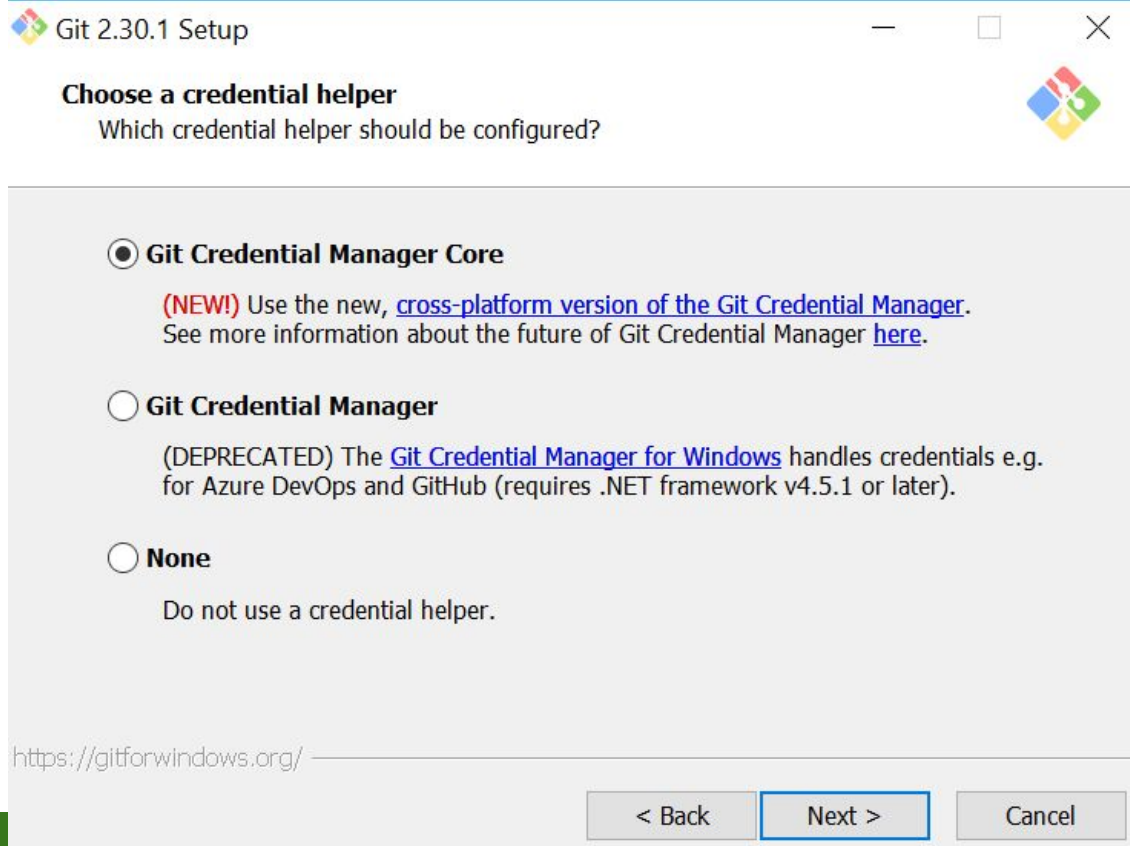 Git 2.30.1 Setup
Choose a credential helper
Which credential helper should be configured?
Git Credential Manager Core
(NEW!) Use the new, cross-platform version of the Git Credential Manager.
See more information about the future of Git Credential Manager here.
Git Credential Manager
(DEPRECATED) The Git Credential Manager for Windows handles credentials e.g.
for Azure DevOps and GitHub (requires .NET framework v4.5.1 or later).
None
Do not use a credential helper.
https://gitforwindows.org/
< Back Next > Cancel